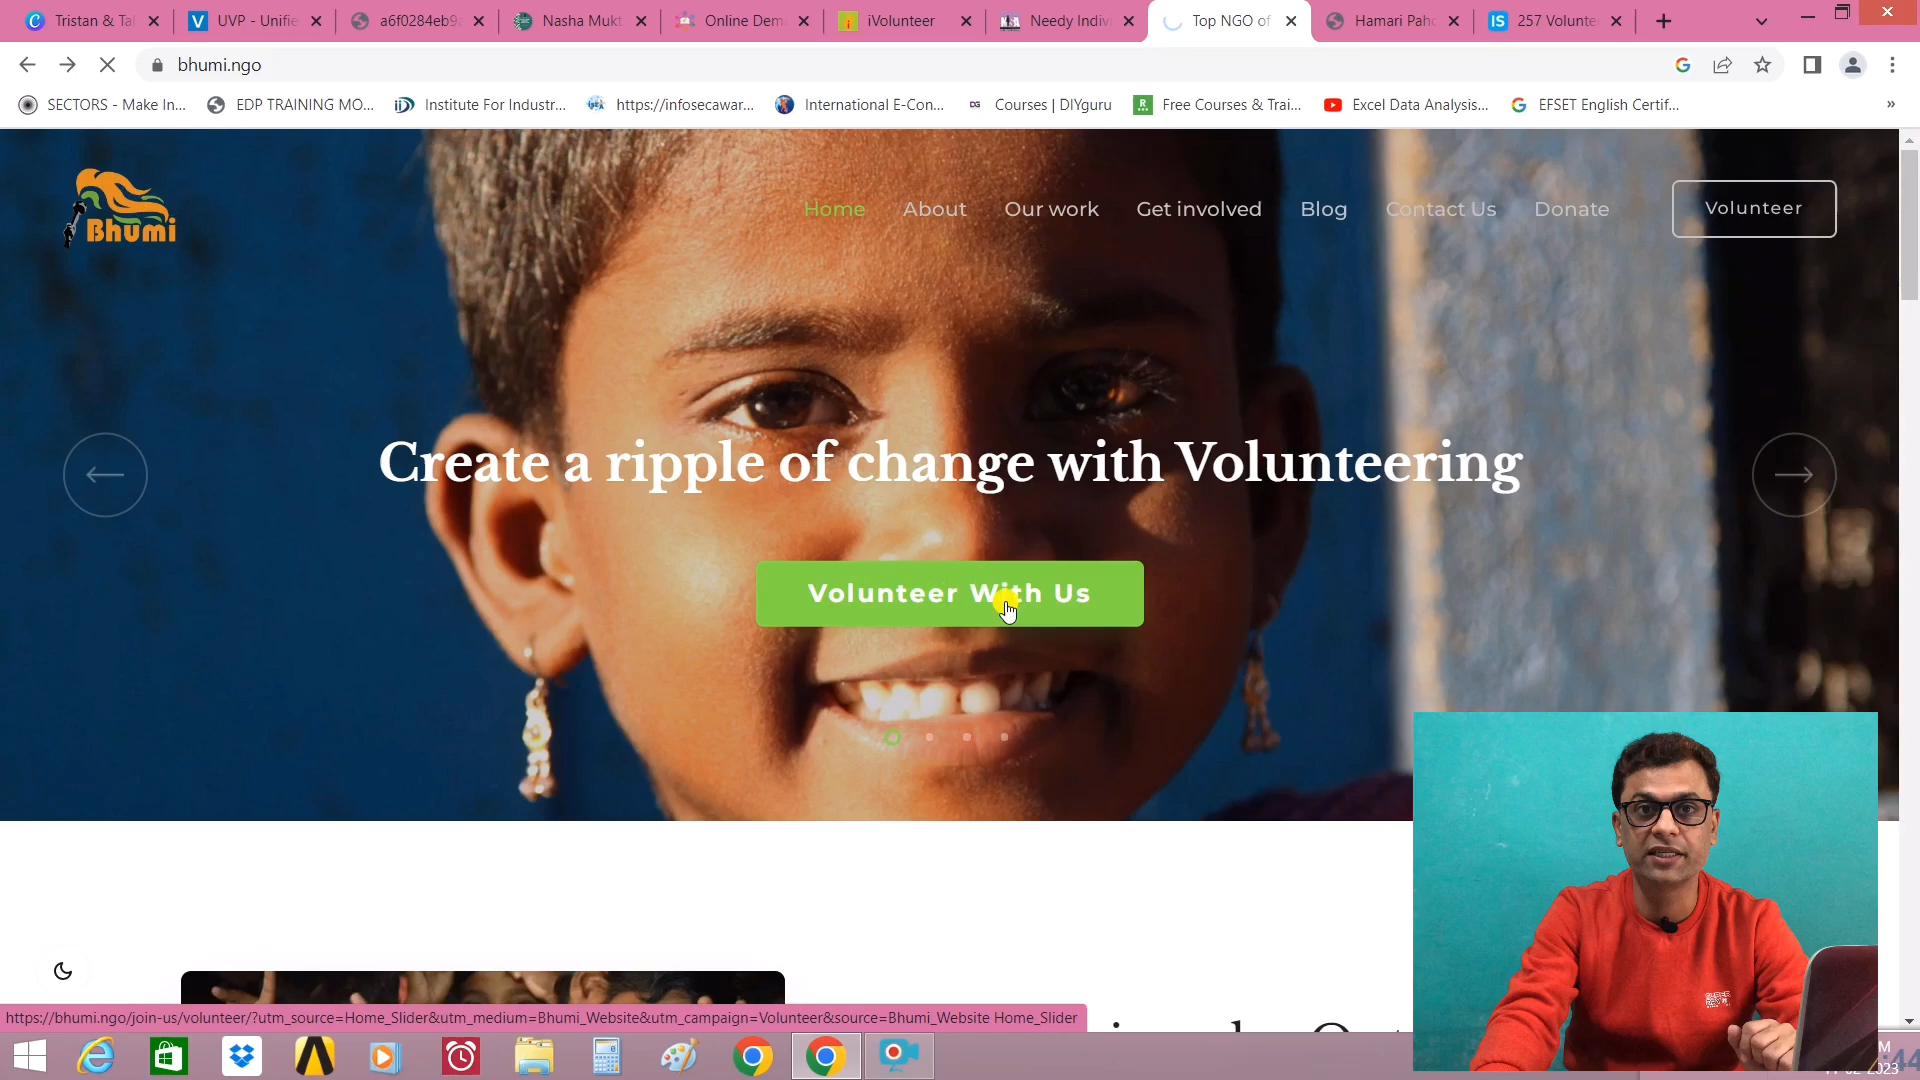 Tristan & Tal
UVP - Unifie
a6f0284eb9
Nasha Mukt
Online Dem
iVolunteer
Needy Indiv
Top NGO of
Hamari Paho
257 Volunte
bhumi.ngo
SECTORS - Make In...
EDP TRAINING MO...
Institute For Industr...
https://infosecawar...
International E-Con...
Courses | DIYguru
Free Courses & Trai...
Excel Data Analysis...
EFSET English Certif...
»
Bhumi
Home
About
Our work
Get involved
Blog
Contact Us
Donate
Volunteer
Create a ripple of change with Volunteering
Volunteer With Us
https://bhumi.ngo/join-us/volunteer/?utm_source=Home_Slider&utm_medium=Bhumi_Website&utm_campaign=Volunteer&source=Bhumi_Website Home_Slider